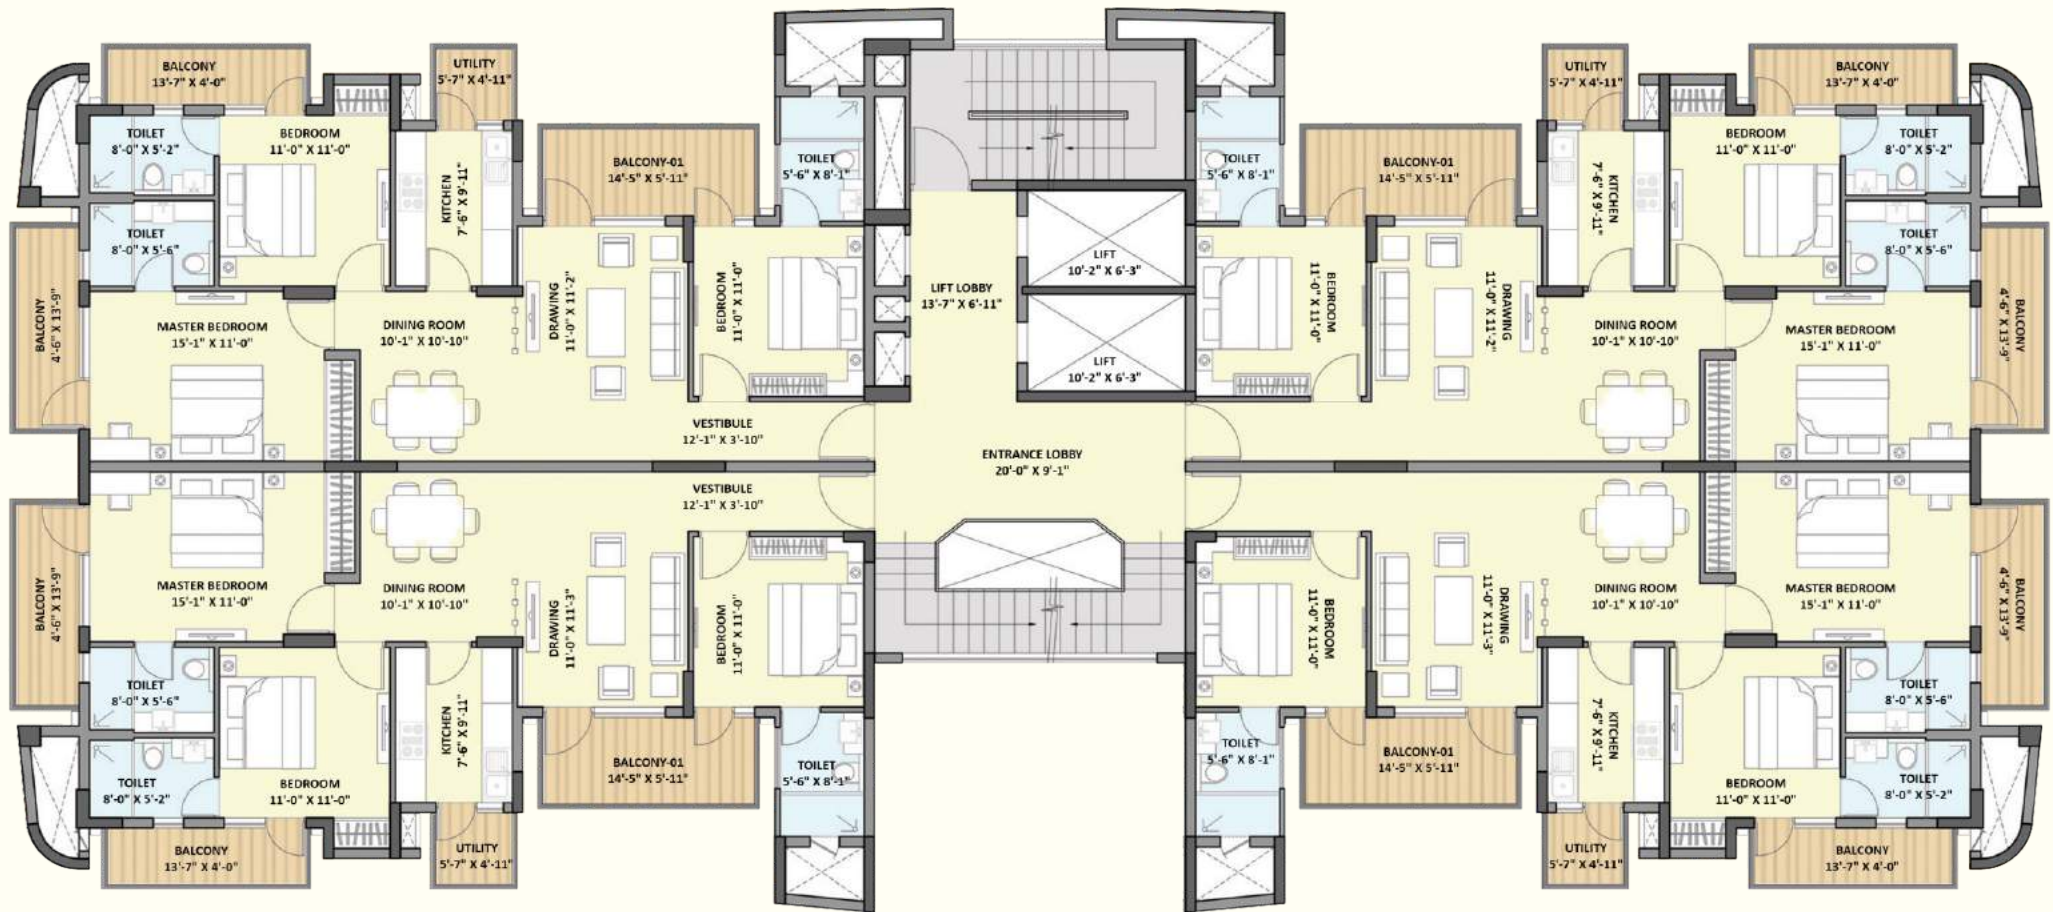 BALCONY
13'-7" X 4'-0"
UTILITY
5'-7" X 4'-11"
TOILET
8'-0" X 5'-2"
BEDROOM
11'-0" X 11'-0"
KITCHEN
7'-6" X 9'-11"
BALCONY-01
14'-5" X 5'-11"
TOILET
5'-6" X 8'-1"
TOILET
8'-0" X 5'-6"
BALCONY
4'-6" X 13'-9"
MASTER BEDROOM
15'-1" X 11'-0"
DINING ROOM
10'-1" X 10'-10"
DRAWING
11'-0" X 11'-2"
BEDROOM
11'-0" X 11'-0"
VESTIBULE
12'-1" X 3'-10"
LIFT LOBBY
13'-7" X 6'-11"
LIFT
10'-2" X 6'-3"
LIFT
10'-2" X 6'-3"
ENTRANCE LOBBY
20'-0" X 9'-1"
UTILITY
5'-7" X 4'-11"
BALCONY
13'-7" X 4'-0"
TOILET
5'-6" X 8'-1"
BALCONY-01
14'-5" X 5'-11"
KITCHEN
7'-6" X 9'-11"
BEDROOM
11'-0" X 11'-0"
TOILET
8'-0" X 5'-2"
TOILET
8'-0" X 5'-6"
BEDROOM
11'-0" X 11'-0"
DRAWING
11'-0" X 11'-2"
DINING ROOM
10'-1" X 10'-10"
MASTER BEDROOM
15'-1" X 11'-0"
BALCONY
4'-6" X 13'-9"
VESTIBULE
12'-1" X 3'-10"
BALCONY
4'-6" X 13'-9"
MASTER BEDROOM
15'-1" X 11'-0"
DINING ROOM
10'-1" X 10'-10"
DRAWING
11'-0" X 11'-3"
BEDROOM
11'-0" X 11'-0"
TOILET
8'-0" X 5'-6"
KITCHEN
7'-6" X 9'-11"
TOILET
8'-0" X 5'-2"
BEDROOM
11'-0" X 11'-0"
BALCONY-01
14'-5" X 5'-11"
TOILET
5'-6" X 8'-1"
BALCONY
13'-7" X 4'-0"
UTILITY
5'-7" X 4'-11"
BEDROOM
11'-0" X 11'-0"
DRAWING
11'-0" X 11'-3"
DINING ROOM
10'-1" X 10'-10"
MASTER BEDROOM
15'-1" X 11'-0"
BALCONY
4'-6" X 13'-9"
TOILET
8'-0" X 5'-6"
TOILET
5'-6" X 8'-1"
BALCONY-01
14'-5" X 5'-11"
KITCHEN
7'-6" X 9'-11"
BEDROOM
11'-0" X 11'-0"
TOILET
8'-0" X 5'-2"
UTILITY
5'-7" X 4'-11"
BALCONY
13'-7" X 4'-0"